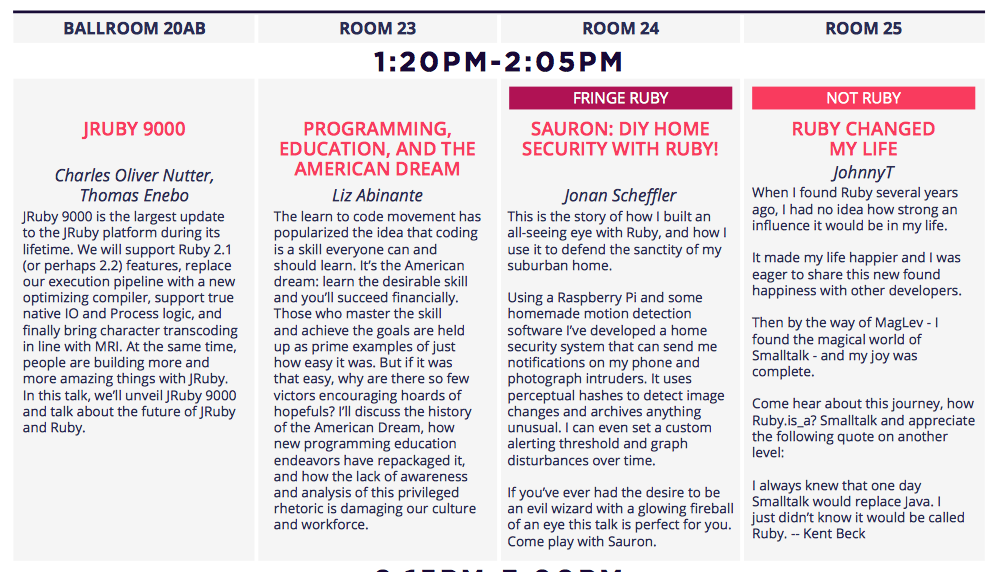 BALLROOM 20AB
ROOM 23
ROOM 24
ROOM 25
1:20PM-2:05PM
JRUBY 9000
Charles Oliver Nutter,
Thomas Enebo
JRuby 9000 is the largest update
to the JRuby platform during its
lifetime. We will support Ruby 2.1
(or perhaps 2.2) features, replace
our execution pipeline with a new
optimizing compiler, support true
native IO and Process logic, and
finally bring character transcoding
in line with MRI. At the same time,
people are building more and
more amazing things with JRuby.
In this talk, we’ll unveil JRuby 9000
and talk about the future of JRuby
and Ruby.
PROGRAMMING,
EDUCATION, AND THE
AMERICAN DREAM
Liz Abinante
The learn to code movement has
popularized the idea that coding
is a skill everyone can and
should learn. It’s the American
dream: learn the desirable skill
and you’ll succeed financially.
Those who master the skill
and achieve the goals are held
up as prime examples of just
how easy it was. But if it was
that easy, why are there so few
victors encouraging hoards of
hopefuls? I’ll discuss the history
of the American Dream, how
new programming education
endeavors have repackaged it,
and how the lack of awareness
and analysis of this privileged
rhetoric is damaging our culture
and workforce.
FRINGE RUBY
SAURON: DIY HOME
SECURITY WITH RUBY!
Jonan Scheffler
This is the story of how I built an
all-seeing eye with Ruby, and how I
use it to defend the sanctity of my
suburban home.
Using a Raspberry Pi and some
homemade motion detection
software I’ve developed a home
security system that can send me
notifications on my phone and
photograph intruders. It uses
perceptual hashes to detect image
changes and archives anything
unusual. I can even set a custom
alerting threshold and graph
disturbances over time.
If you’ve ever had the desire to be
an evil wizard with a glowing fireball
of an eye this talk is perfect for you.
Come play with Sauron.
NOT RUBY
RUBY CHANGED
MY LIFE
JohnnyT
When I found Ruby several years
ago, I had no idea how strong an
influence it would be in my life.
It made my life happier and I was
eager to share this new found
happiness with other developers.
Then by the way of MagLev - I
found the magical world of
Smalltalk - and my joy was
complete.
Come hear about this journey, how
Ruby.is_a? Smalltalk and appreciate
the following quote on another
level:
I always knew that one day
Smalltalk would replace Java. I
just didn’t know it would be called
Ruby. -- Kent Beck